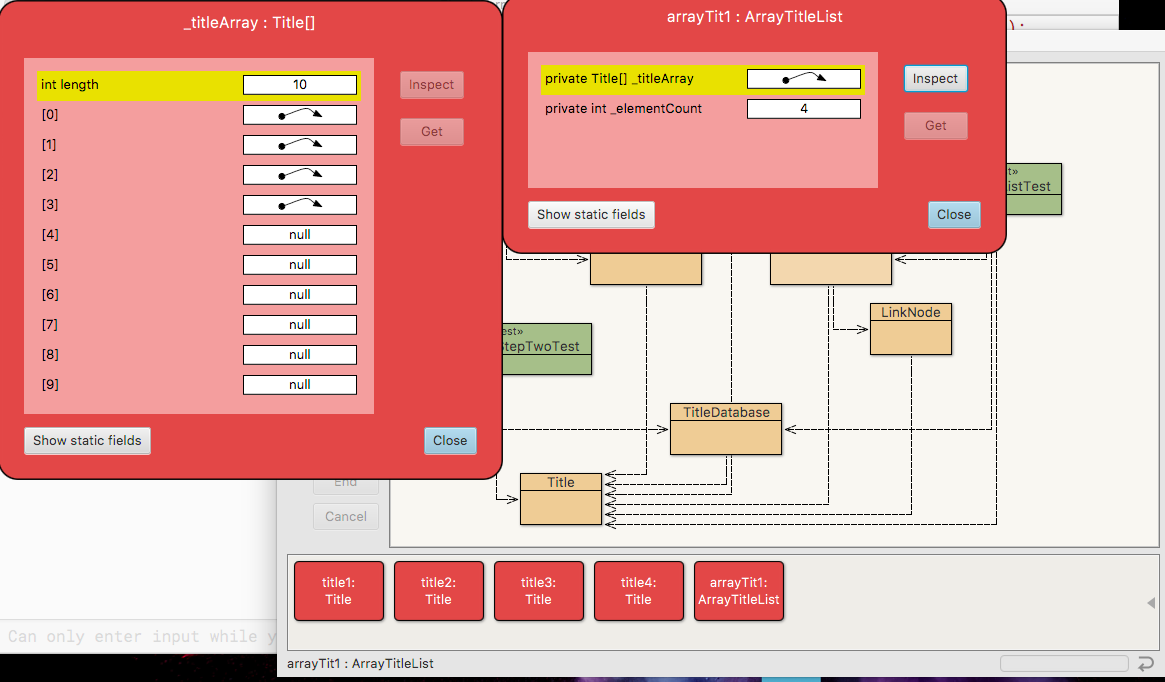 _titleArray : Title[]
int length
10
Inspect
[0]
Get
[1]
[2]
[3]
[4]
null
[5]
null
[6]
null
[7]
null
[8]
null
[9]
null
Show static fields
Close
arrayTit1 : ArrayTitleList
private Title[] _titleArray
Inspect
private int _elementCount
4
Get
Show static fields
Close
);
t»
istTest
LinkNode
est»
StepTwoTest
TitleDatabase
Title
End
Cancel
title1:
Title
title2:
Title
title3:
Title
title4:
Title
arrayTit1:
ArrayTitleList
Can only enter input while y
arrayTit1 : ArrayTitleList